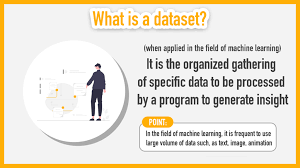 What is a dataset?
(when applied in the field of machine learning)
It is the organized gathering
of specific data to be processed
by a program to generate insight
POINT:
In the field of machine learning, it is frequent to use
large volume of data such, as text, image, animation